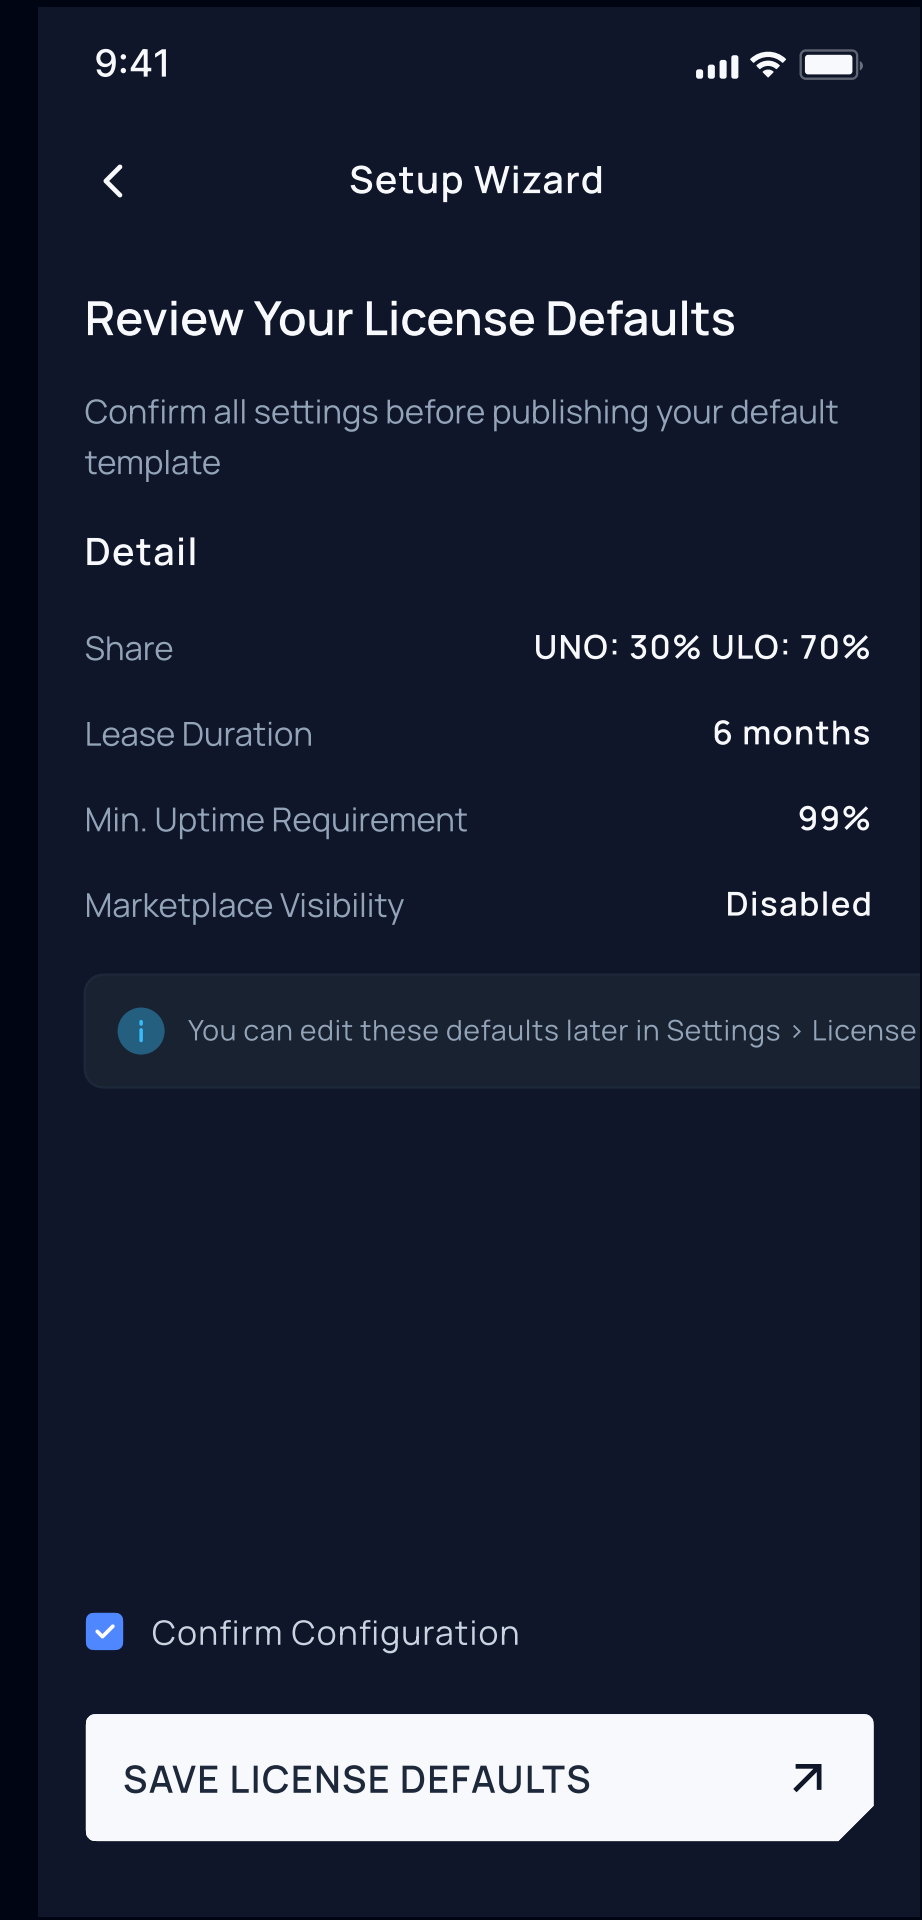 9:41
Setup Wizard
Review Your License Defaults
Confirm all settings before publishing your default
template
Detail
Share UNO: 30% ULO: 70%
Lease Duration 6 months
Min. Uptime Requirement 99%
Marketplace Visibility Disabled
You can edit these defaults later in Settings > License
Confirm Configuration
SAVE LICENSE DEFAULTS